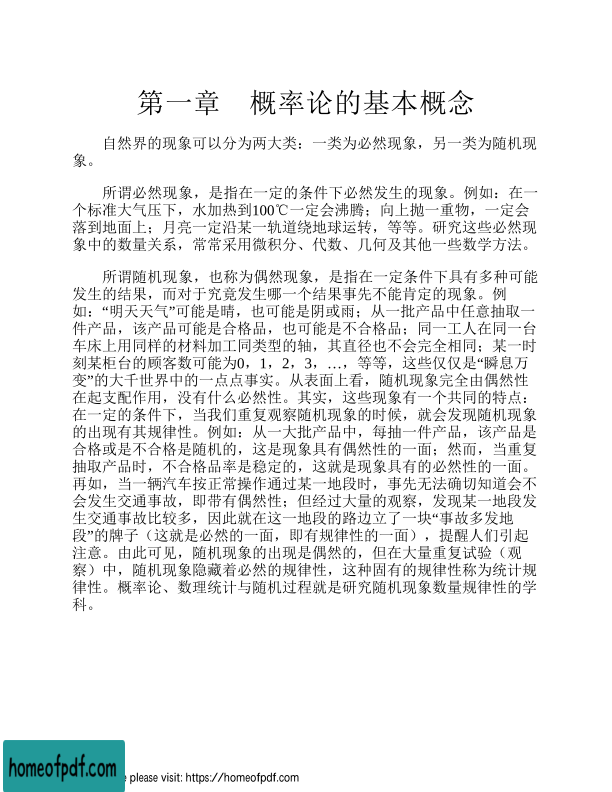 第一章　概率论的基本概念
自然界的现象可以分为两大类：一类为必然现象，另一类为随机现
象。
所谓必然现象，是指在一定的条件下必然发生的现象。例如：在一
个标准大气压下，水加热到100℃一定会沸腾；向上抛一重物，一定会
落到地面上；月亮一定沿某一轨道绕地球运转，等等。研究这些必然现
象中的数量关系，常常采用微积分、代数、几何及其他一些数学方法。
所谓随机现象，也称为偶然现象，是指在一定条件下具有多种可能
发生的结果，而对于究竟发生哪一个结果事先不能肯定的现象。例
如：“明天天气”可能是晴，也可能是阴或雨；从一批产品中任意抽取一
件产品，该产品可能是合格品，也可能是不合格品；同一工人在同一台
车床上用同样的材料加工同类型的轴，其直径也不会完全相同；某一时
刻某柜台的顾客数可能为0，1，2，3，…，等等，这些仅仅是“瞬息万
变”的大千世界中的一点点事实。从表面上看，随机现象完全由偶然性
在起支配作用，没有什么必然性。其实，这些现象有一个共同的特点：
在一定的条件下，当我们重复观察随机现象的时候，就会发现随机现象
的出现有其规律性。例如：从一大批产品中，每抽一件产品，该产品是
合格或是不合格是随机的，这是现象具有偶然性的一面；然而，当重复
抽取产品时，不合格品率是稳定的，这就是现象具有的必然性的一面。
再如，当一辆汽车按正常操作通过某一地段时，事先无法确切知道会不
会发生交通事故，即带有偶然性；但经过大量的观察，发现某一地段发
生交通事故比较多，因此就在这一地段的路边立了一块“事故多发地
段”的牌子（这就是必然的一面，即有规律性的一面），提醒人们引起
注意。由此可见，随机现象的出现是偶然的，但在大量重复试验（观
察）中，随机现象隐藏着必然的规律性，这种固有的规律性称为统计规
律性。概率论、数理统计与随机过程就是研究随机现象数量规律性的学
科。
homeofpdf.com
e please visit: https://homeofpdf.com